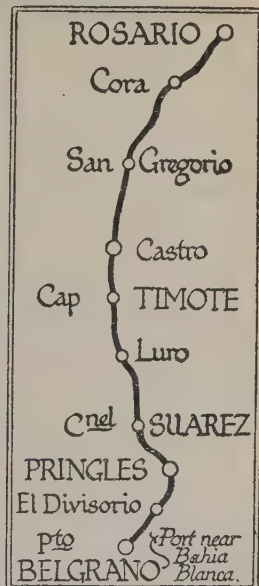 ROSARIO
Cora
San Gregorio
Castro
Cap TIMOTE
Luro
Cnel SUAREZ
PRINGLES
El Divisorio
Pto
BELGRANO
Port near
Bahia
Blanca.